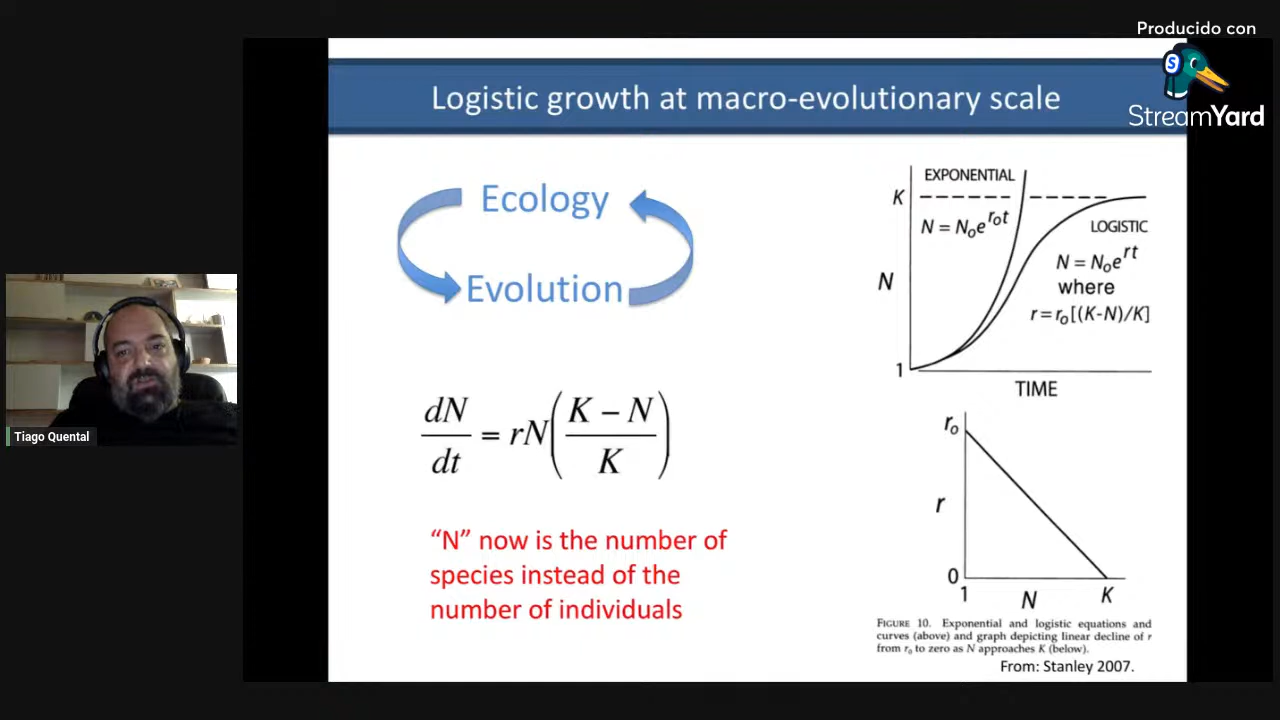 Producido con
StreamYard
Logistic growth at macro-evolutionary scale
Ecology
Evolution
dN/dt = rN((K − N)/K)
"N" now is the number of
species instead of the
number of individuals
EXPONENTIAL
K
N = N₀e^r₀t
LOGISTIC
N = N₀e^rt
where
r = r₀[(K-N)/K]
N
1
TIME
r₀
r
0
1
N
K
FIGURE 10. Exponential and logistic equations and
curves (above) and graph depicting linear decline of r
from r₀ to zero as N approaches K (below).
From: Stanley 2007.
Tiago Quental